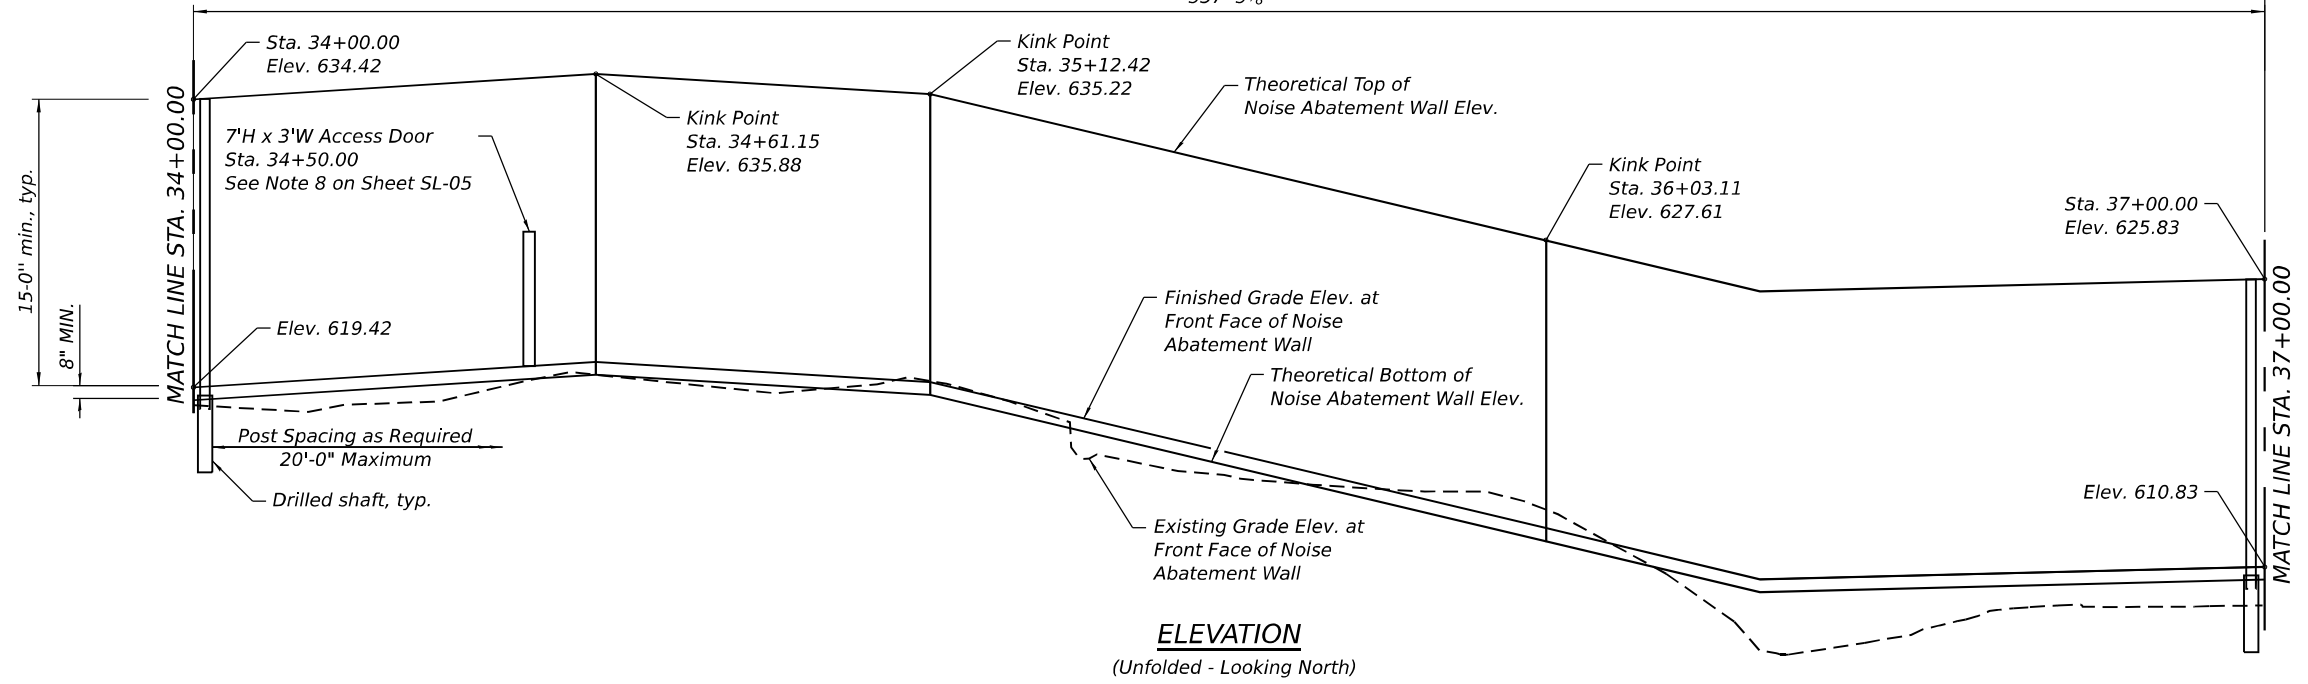 Sta. 34+00.00
Elev. 634.42
Kink Point
Sta. 35+12.42
Elev. 635.22
Theoretical Top of
Noise Abatement Wall Elev.
7'H x 3'W Access Door
Sta. 34+50.00
See Note 8 on Sheet SL-05
Kink Point
Sta. 34+61.15
Elev. 635.88
Kink Point
Sta. 36+03.11
Elev. 627.61
Sta. 37+00.00
Elev. 625.83
15-0" min., typ.
8" MIN.
MATCH LINE STA. 34+00.00
Elev. 619.42
Finished Grade Elev. at
Front Face of Noise
Abatement Wall
Theoretical Bottom of
Noise Abatement Wall Elev.
MATCH LINE STA. 37+00.00
Post Spacing as Required
20'-0" Maximum
Drilled shaft, typ.
Elev. 610.83
Existing Grade Elev. at
Front Face of Noise
Abatement Wall
ELEVATION
(Unfolded - Looking North)